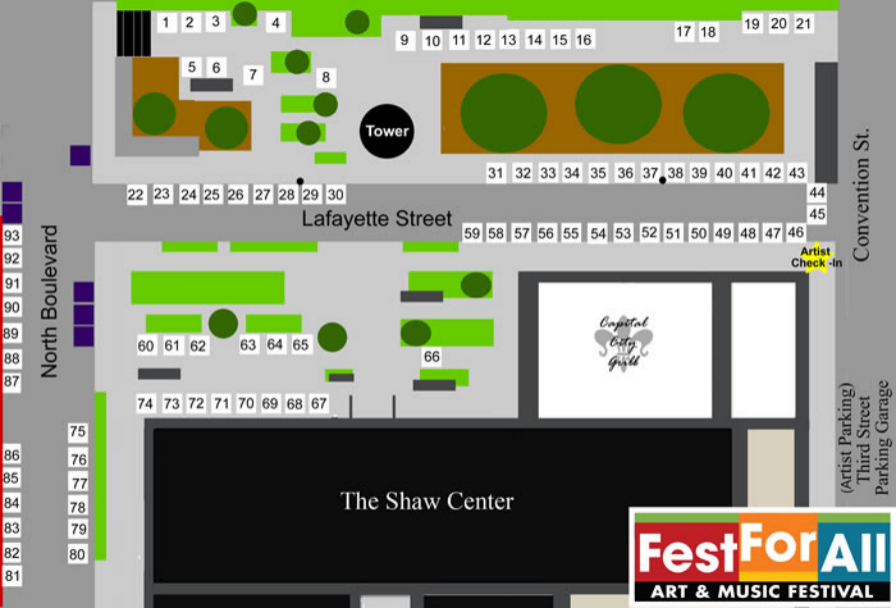 1 2 3 4
9 10 11 12 13 14 15 16
17 18 19 20 21
5 6 7 8
Tower
31 32 33 34 35 36 37 38 39 40 41 42 43
22 23 24 25 26 27 28 29 30
44
45
Lafayette Street
59 58 57 56 55 54 53 52 51 50 49 48 47 46
Artist
Check -In
Convention St.
North Boulevard
93
92
91
90
89
88
87
86
85
84
83
82
81
Capital
City
Grill
60 61 62 63 64 65
66
74 73 72 71 70 69 68 67
75
76
77
78
79
80
(Artist Parking)
Third Street
Parking Garage
The Shaw Center
FestForAll
ART & MUSIC FESTIVAL